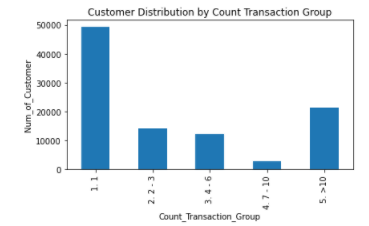 Customer Distribution by Count Transaction Group
Num_of_Customer
50000
40000
30000
20000
10000
0
1. 1
2. 2 - 3
3. 4 - 6
4. 7 - 10
5. >10
Count_Transaction_Group